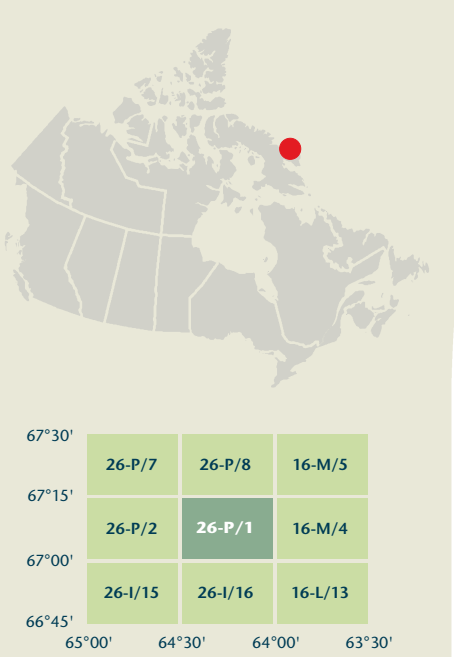 67°30'
26-P/7 26-P/8 16-M/5
67°15'
26-P/2 26-P/1 16-M/4
67°00'
26-I/15 26-I/16 16-L/13
66°45'
65°00' 64°30' 64°00' 63°30'